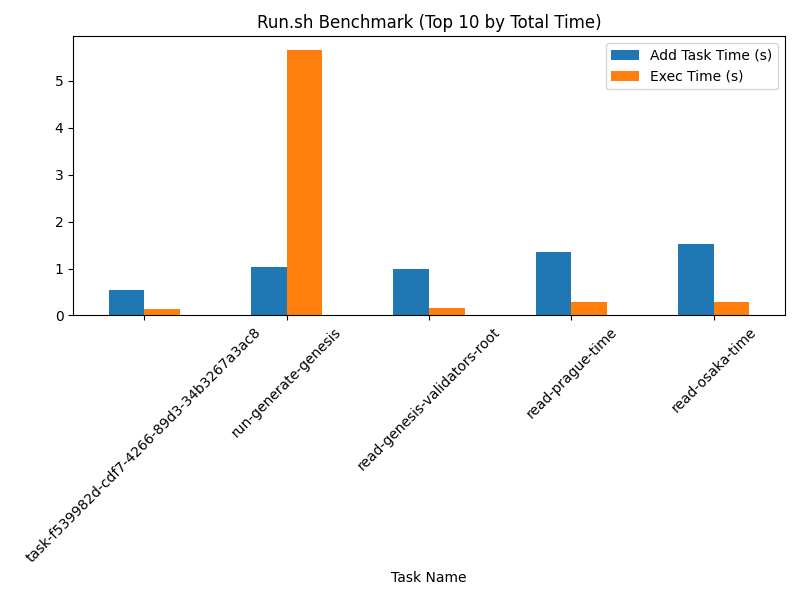 Run.sh Benchmark (Top 10 by Total Time)
Add Task Time (s)
Exec Time (s)
5
4
3
2
1
0
task-f539982d-cdf7-4266-89d3-34b3267a3ac8
run-generate-genesis
read-genesis-validators-root
read-prague-time
read-osaka-time
Task Name